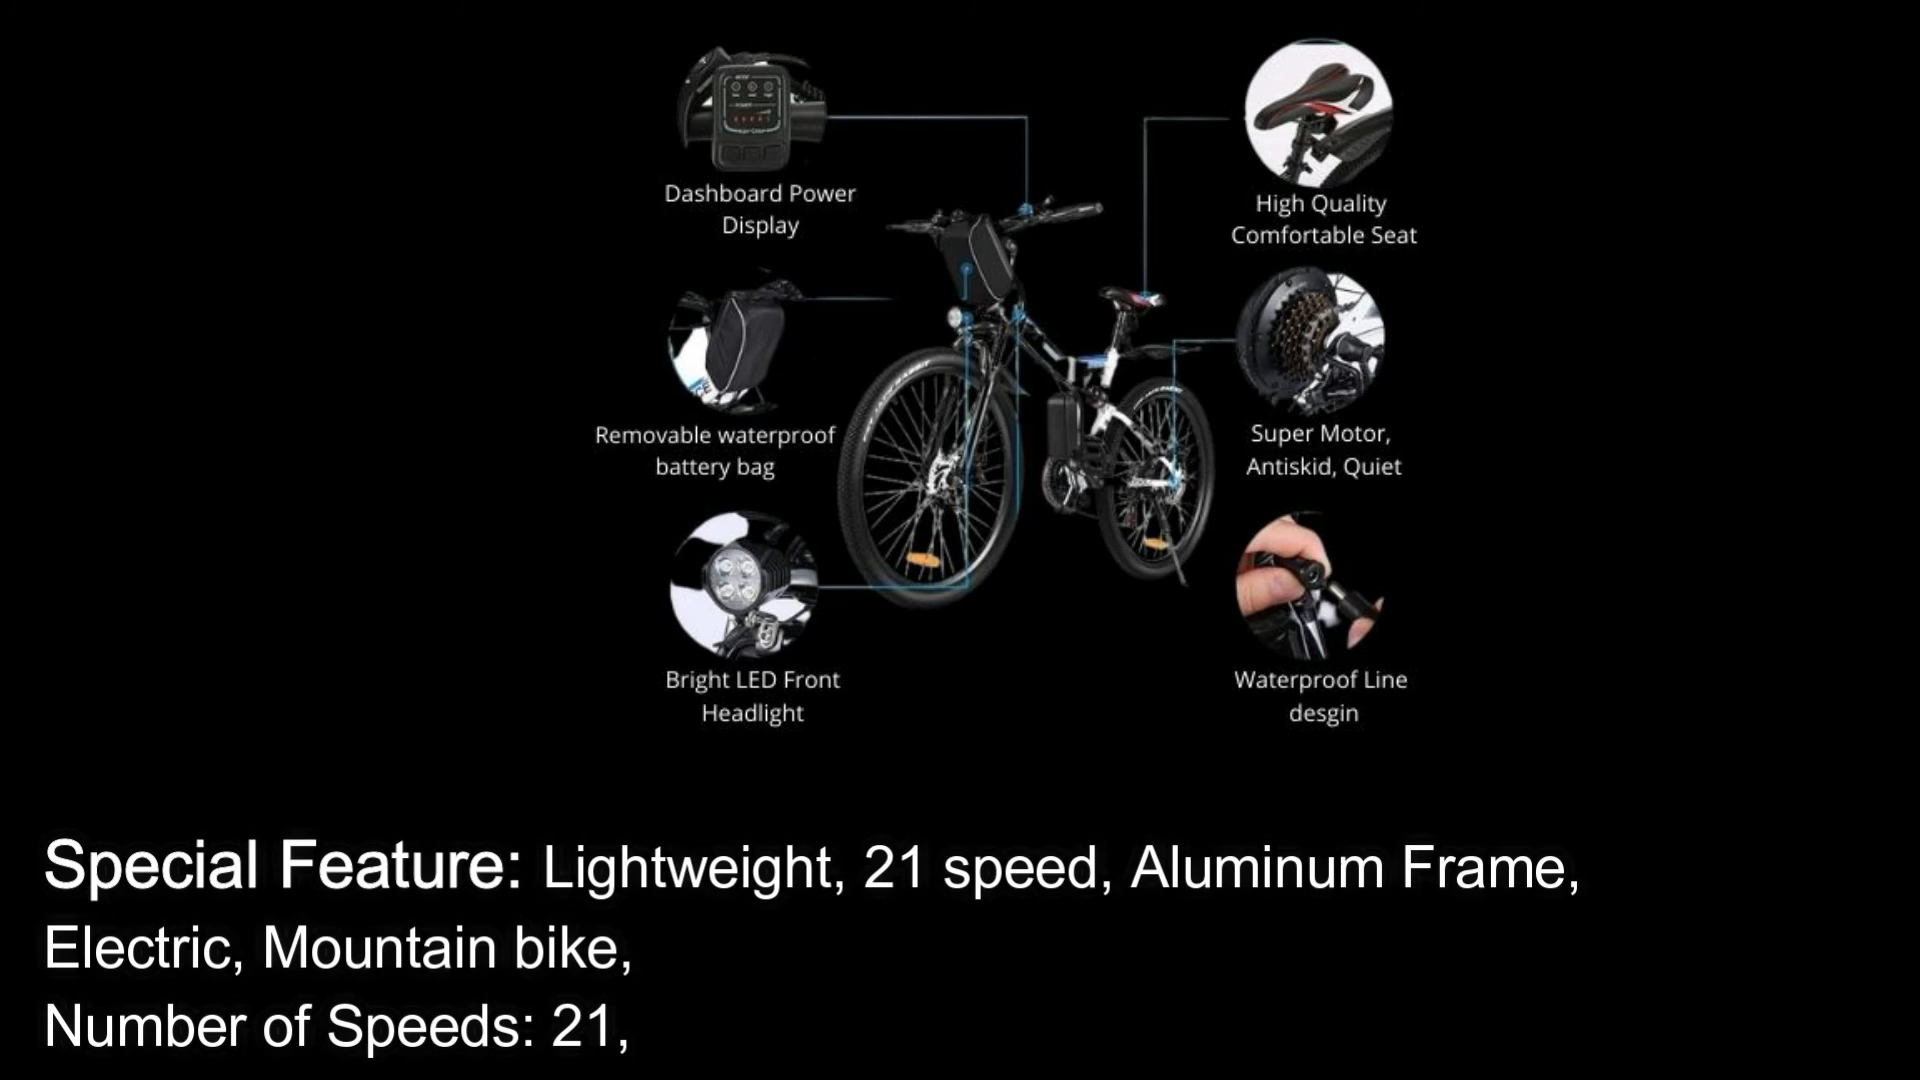 Dashboard Power
Display
High Quality
Comfortable Seat
Removable waterproof
battery bag
Super Motor,
Antiskid, Quiet
Bright LED Front
Headlight
Waterproof Line
desgin
Special Feature: Lightweight, 21 speed, Aluminum Frame,
Electric, Mountain bike,
Number of Speeds: 21,